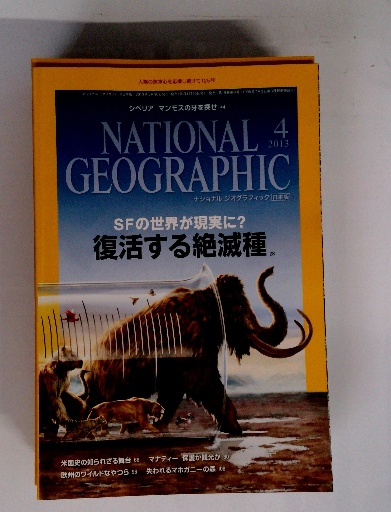 シベリア マンモスの牙を探せ
NATIONAL 4
2013
GEOGRAPHIC
ナショナル ジオグラフィック 日本版
SFの世界が現実に?
復活する絶滅種
米国史の知られざる舞台 マナティー 保護か観光か
欧州のワイルドなやつら 失われるマホガニーの森